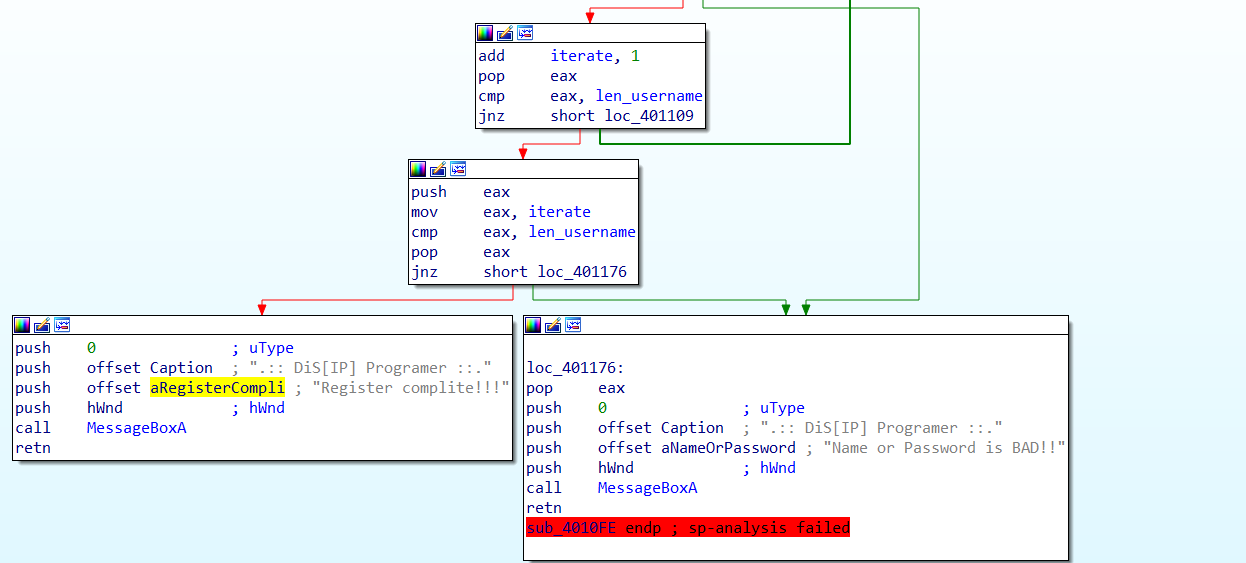 add iterate, 1
pop eax
cmp eax, len_username
jnz short loc_401109
push eax
mov eax, iterate
cmp eax, len_username
pop eax
jnz short loc_401176
push 0 ; uType
push offset Caption ; ".:: DiS[IP] Programer ::."
push offset aRegisterCompli ; "Register complite!!!"
push hWnd ; hWnd
call MessageBoxA
retn
loc_401176:
pop eax
push 0 ; uType
push offset Caption ; ".:: DiS[IP] Programer ::."
push offset aNameOrPassword ; "Name or Password is BAD!!"
push hWnd ; hWnd
call MessageBoxA
retn
sub_4010FE endp ; sp-analysis failed